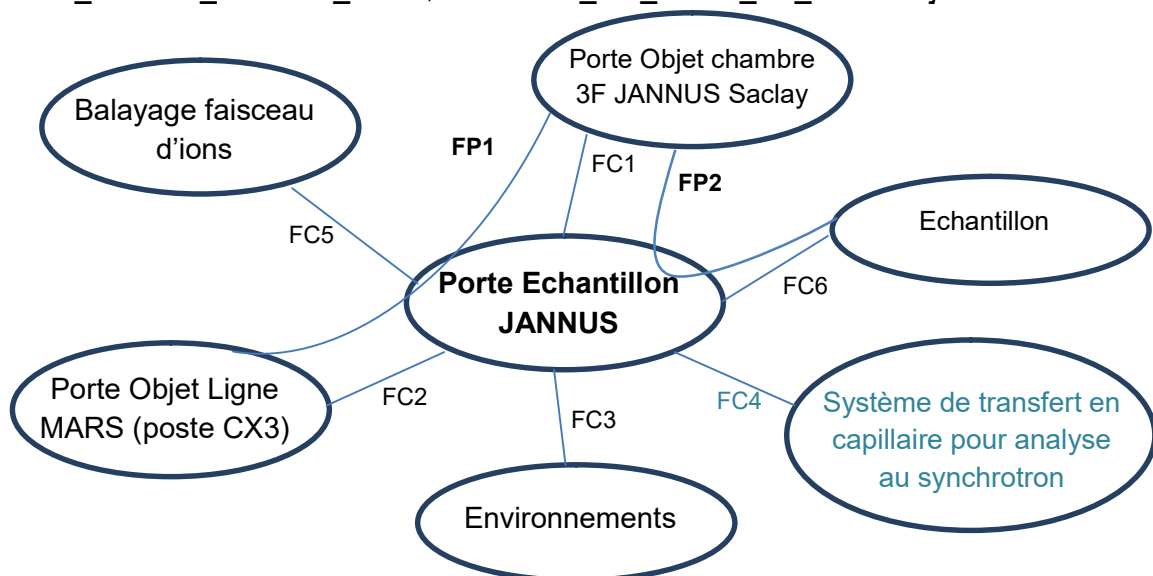 Porte Objet chambre
3F JANNUS Saclay
Balayage faisceau
d'ions
FP1
FC1
FP2
Echantillon
FC5
Porte Echantillon
JANNUS
FC6
Porte Objet Ligne
MARS (poste CX3)
FC2
FC3
FC4
Système de transfert en
capillaire pour analyse
au synchrotron
Environnements